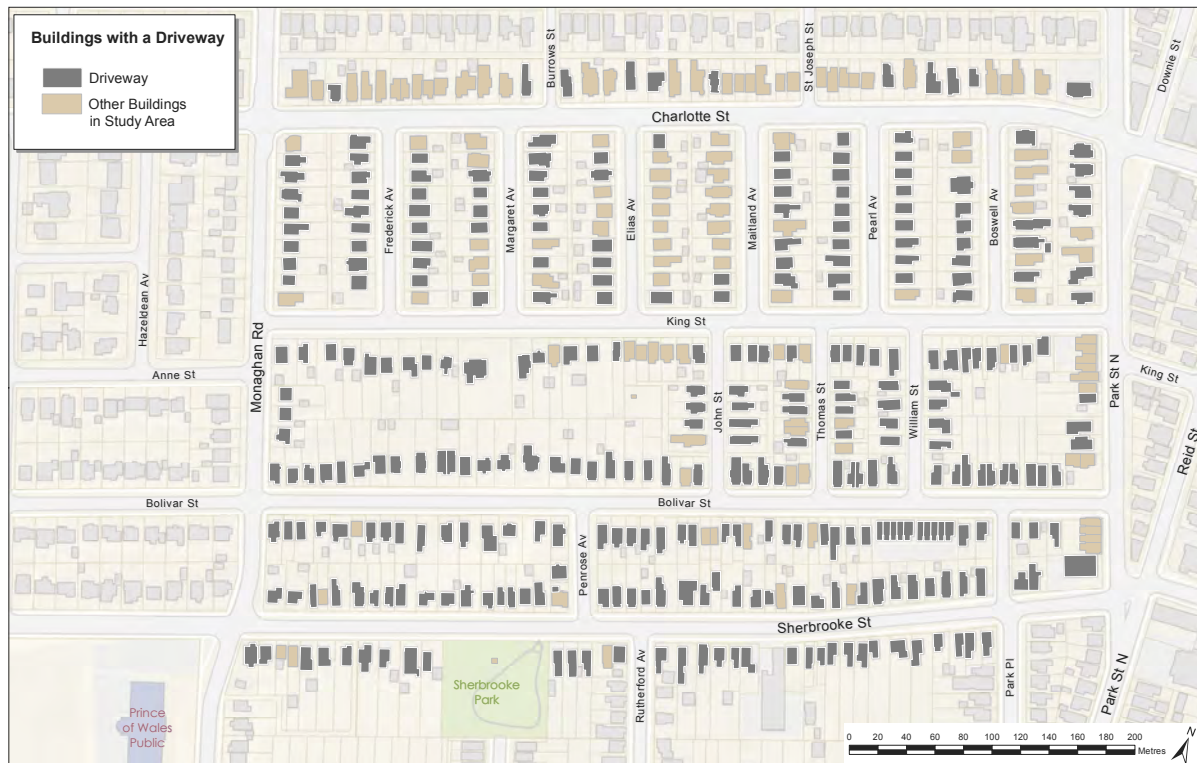 Buildings with a Driveway
Driveway
Other Buildings
in Study Area
Burrows St
St Joseph St
Downie St
Charlotte St
Frederick Av
Margaret Av
Elias Av
Maitland Av
Pearl Av
Boswell Av
Hazeldean Av
Monaghan Rd
King St
Anne St
John St
Thomas St
William St
Park St N
King St
Reid St
Bolivar St
Bolivar St
Penrose Av
Sherbrooke St
Rutherford Av
Park Pl
Park St N
Sherbrooke
Park
Prince
of Wales
Public
0 20 40 60 80 100 120 140 160 180 200
Metres
N